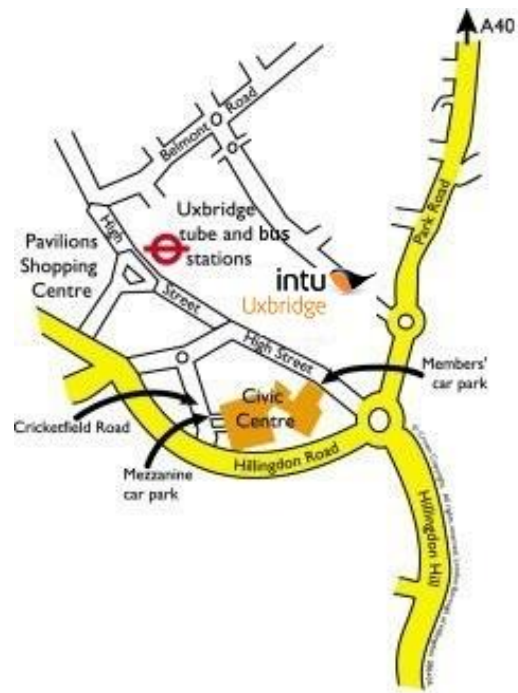 A40
Belmont Road
Park Road
High
Street
Uxbridge
tube and bus
stations
Pavilions
Shopping
Centre
intu
Uxbridge
High Street
Members'
car park
Civic
Centre
Cricketfield Road
Mezzanine
car park
Hillingdon Road
Hillingdon Hill